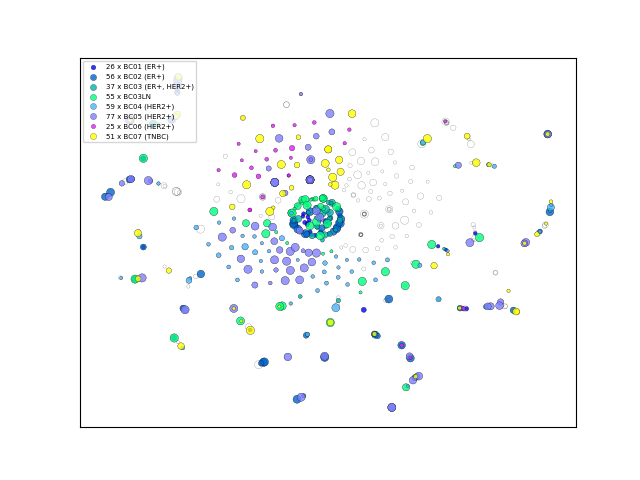 26 x BC01 (ER+)
56 x BC02 (ER+)
37 x BC03 (ER+, HER2+)
55 x BC03LN
59 x BC04 (HER2+)
77 x BC05 (HER2+)
25 x BC06 (HER2+)
51 x BC07 (TNBC)